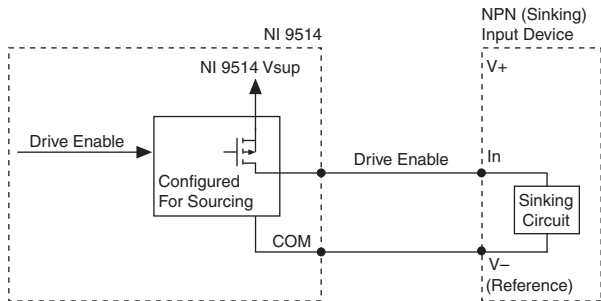 NPN (Sinking)
Input Device
NI 9514
V+
NI 9514 Vsup
Drive Enable
Drive Enable
In
Configured
For Sourcing
Sinking
Circuit
COM
V–
(Reference)